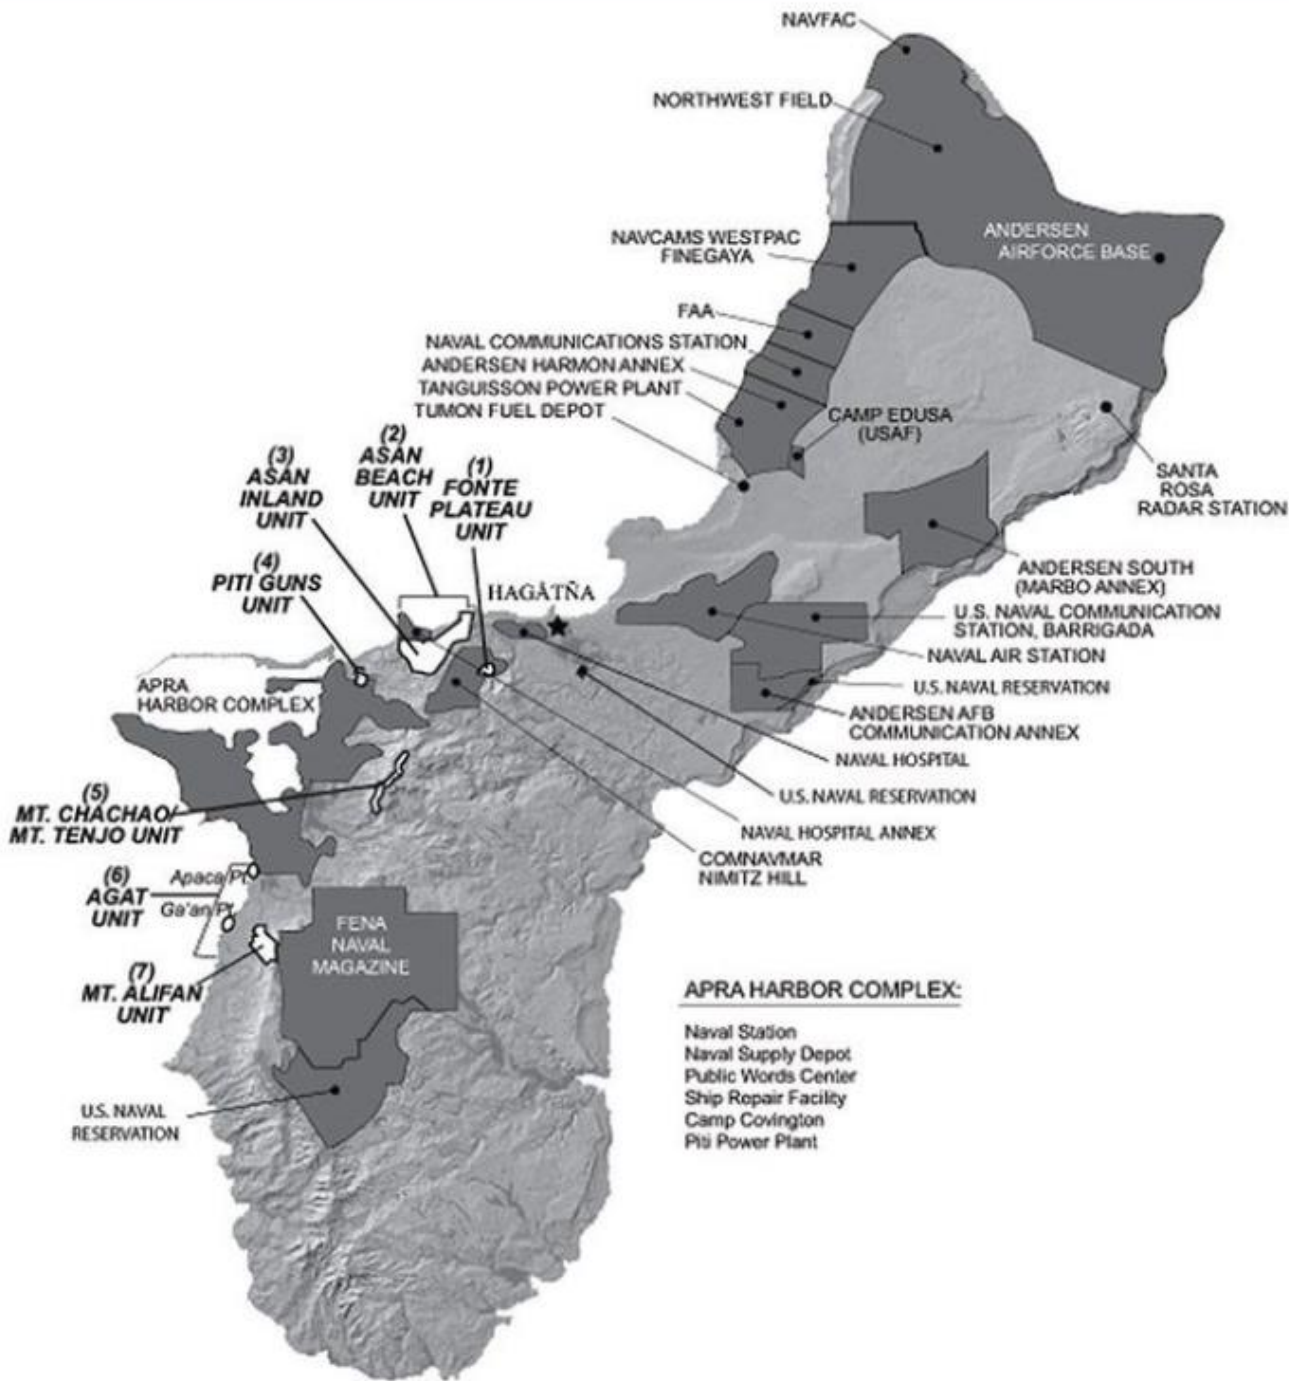 NAVFAC
NORTHWEST FIELD
ANDERSEN
AIRFORCE BASE
NAVCAMS WESTPAC
FINEGAYA
FAA
NAVAL COMMUNICATIONS STATION
ANDERSEN HARMON ANNEX
TANGUISSON POWER PLANT
TUMON FUEL DEPOT
CAMP EDUSA
(USAF)
SANTA
ROSA
RADAR STATION
(1)
FONTE
PLATEAU
UNIT
(2)
ASAN
BEACH
UNIT
(3)
ASAN
INLAND
UNIT
(4)
PITI GUNS
UNIT
HAGÅTÑA
ANDERSEN SOUTH
(MARBO ANNEX)
U.S. NAVAL COMMUNICATION
STATION, BARRIGADA
NAVAL AIR STATION
U.S. NAVAL RESERVATION
ANDERSEN AFB
COMMUNICATION ANNEX
NAVAL HOSPITAL
U.S. NAVAL RESERVATION
NAVAL HOSPITAL ANNEX
COMNAVMAR
NIMITZ HILL
APRA
HARBOR COMPLEX
(5)
MT. CHACHAO/
MT. TENJO UNIT
(6)
AGAT
UNIT
Apaca Pt
Ga'an Pt
(7)
MT. ALIFAN
UNIT
FENA
NAVAL
MAGAZINE
U.S. NAVAL
RESERVATION
APRA HARBOR COMPLEX:
Naval Station
Naval Supply Depot
Public Words Center
Ship Repair Facility
Camp Covington
Piti Power Plant